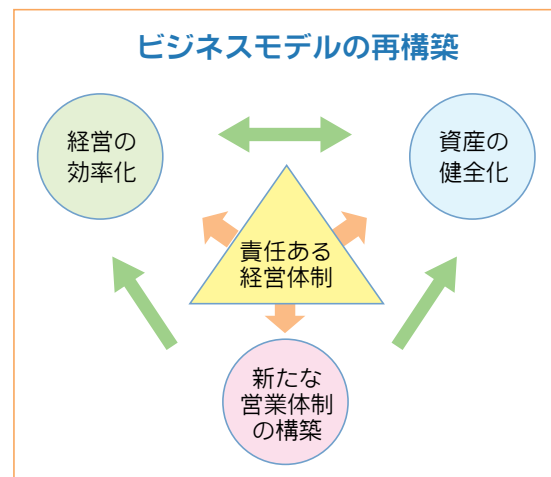 ビジネスモデルの再構築
経営の
効率化
資産の
健全化
責任ある
経営体制
新たな
営業体制
の構築